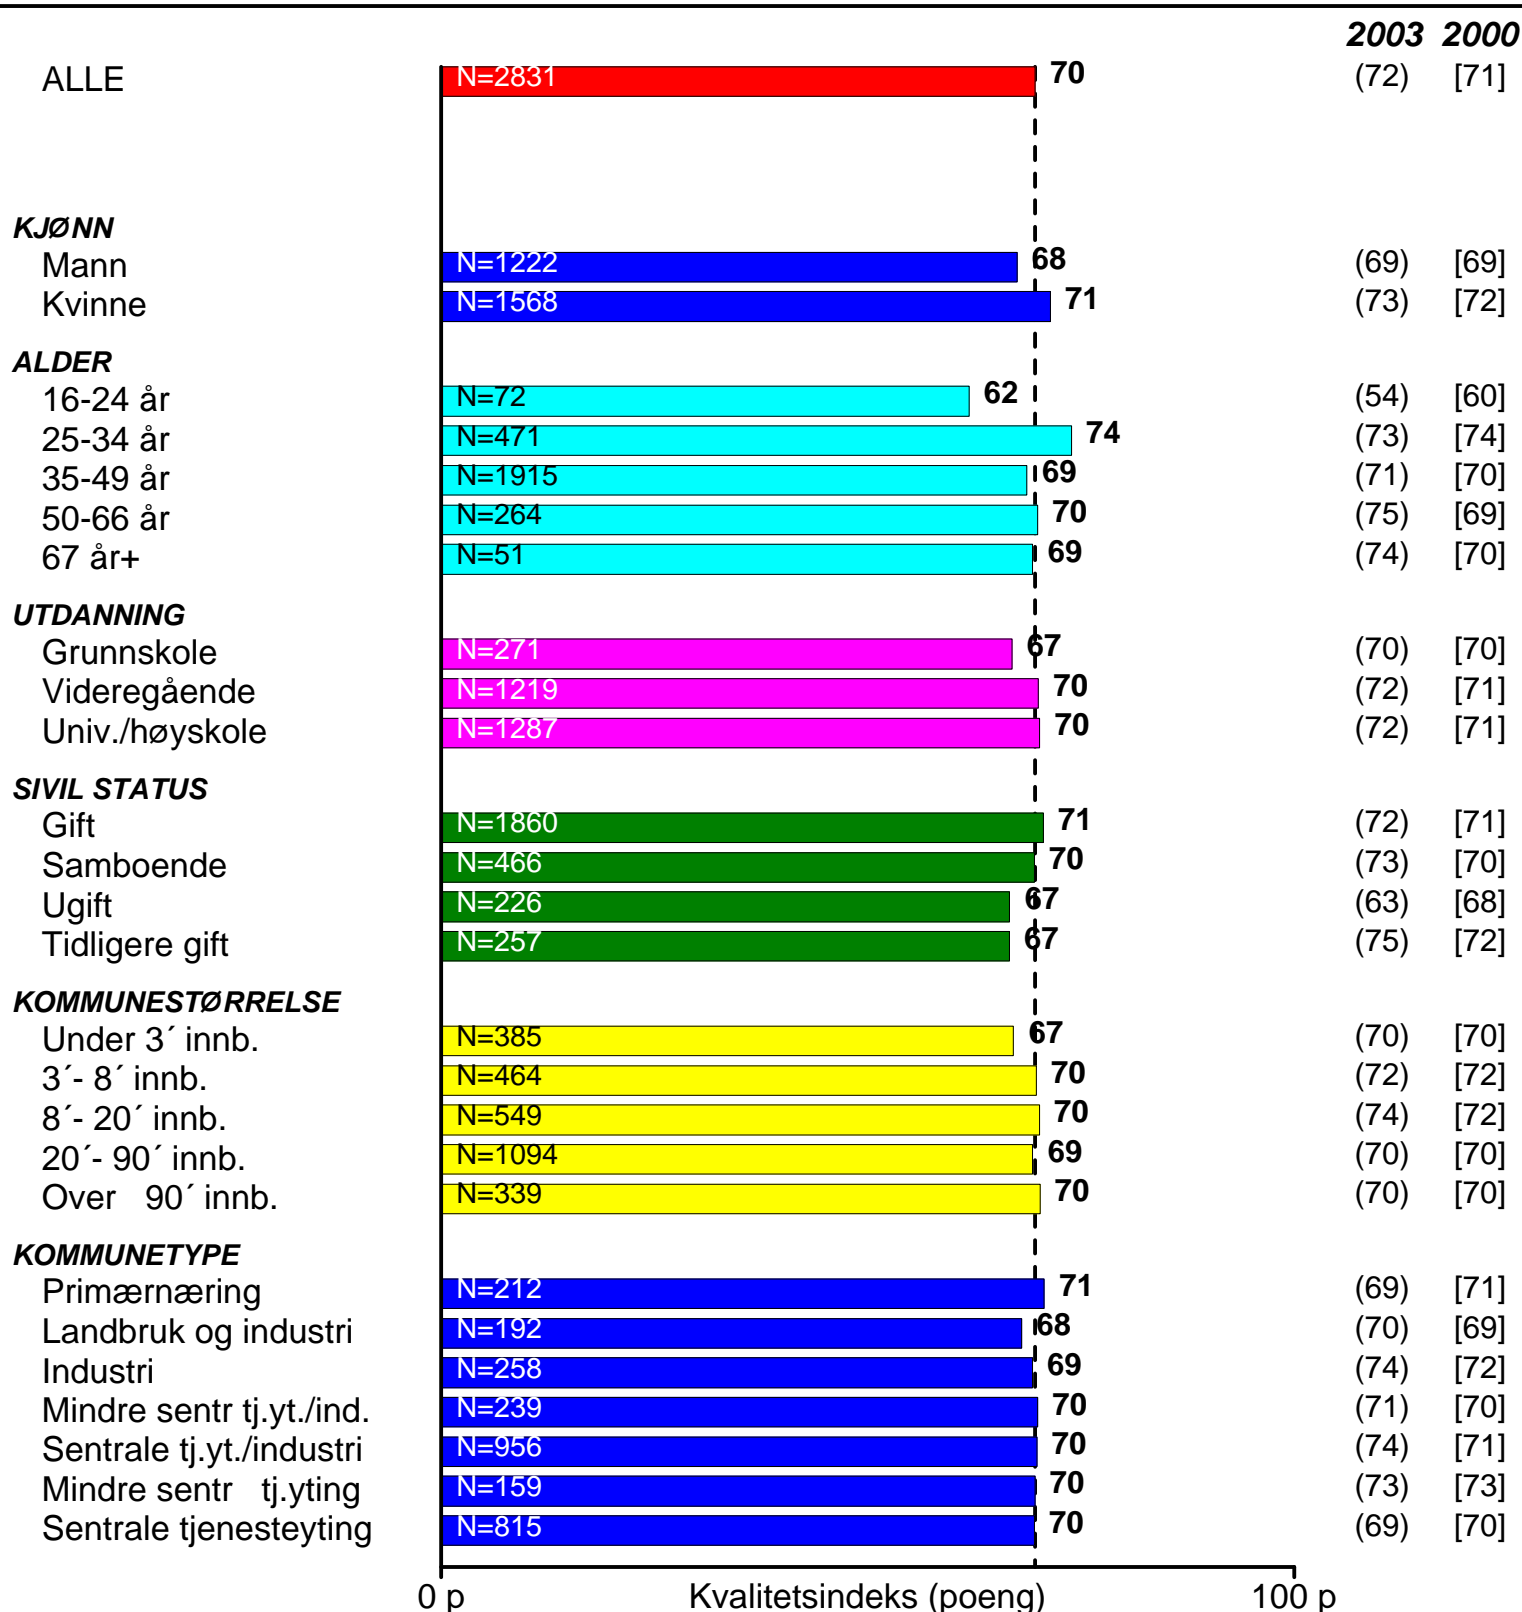 2003 2000
ALLE N=2831 70 (72) [71]
KJØNN
Mann N=1222 68 (69) [69]
Kvinne N=1568 71 (73) [72]
ALDER
16-24 år N=72 62 (54) [60]
25-34 år N=471 74 (73) [74]
35-49 år N=1915 69 (71) [70]
50-66 år N=264 70 (75) [69]
67 år+ N=51 69 (74) [70]
UTDANNING
Grunnskole N=271 67 (70) [70]
Videregående N=1219 70 (72) [71]
Univ./høyskole N=1287 70 (72) [71]
SIVIL STATUS
Gift N=1860 71 (72) [71]
Samboende N=466 70 (73) [70]
Ugift N=226 67 (63) [68]
Tidligere gift N=257 67 (75) [72]
KOMMUNESTØRRELSE
Under 3´ innb. N=385 67 (70) [70]
3´- 8´ innb. N=464 70 (72) [72]
8´- 20´ innb. N=549 70 (74) [72]
20´- 90´ innb. N=1094 69 (70) [70]
Over 90´ innb. N=339 70 (70) [70]
KOMMUNETYPE
Primærnæring N=212 71 (69) [71]
Landbruk og industri N=192 68 (70) [69]
Industri N=258 69 (74) [72]
Mindre sentr tj.yt./ind. N=239 70 (71) [70]
Sentrale tj.yt./industri N=956 70 (74) [71]
Mindre sentr tj.yting N=159 70 (73) [73]
Sentrale tjenesteyting N=815 70 (69) [70]
0 p Kvalitetsindeks (poeng) 100 p